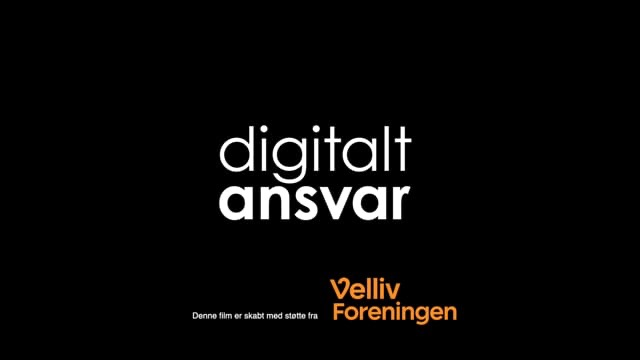 digitalt
ansvar
Velliv
Denne film er skabt med støtte fra
Foreningen